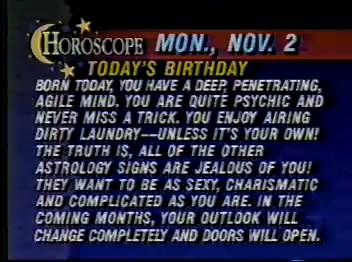 HOROSCOPE MON., NOV. 2
TODAY'S BIRTHDAY
BORN TODAY, YOU HAVE A DEEP, PENETRATING,
AGILE MIND. YOU ARE QUITE PSYCHIC AND
NEVER MISS A TRICK. YOU ENJOY AIRING
DIRTY LAUNDRY--UNLESS IT'S YOUR OWN!
THE TRUTH IS, ALL OF THE OTHER
ASTROLOGY SIGNS ARE JEALOUS OF YOU!
THEY WANT TO BE AS SEXY, CHARISMATIC
AND COMPLICATED AS YOU ARE. IN THE
COMING MONTHS, YOUR OUTLOOK WILL
CHANGE COMPLETELY AND DOORS WILL OPEN.